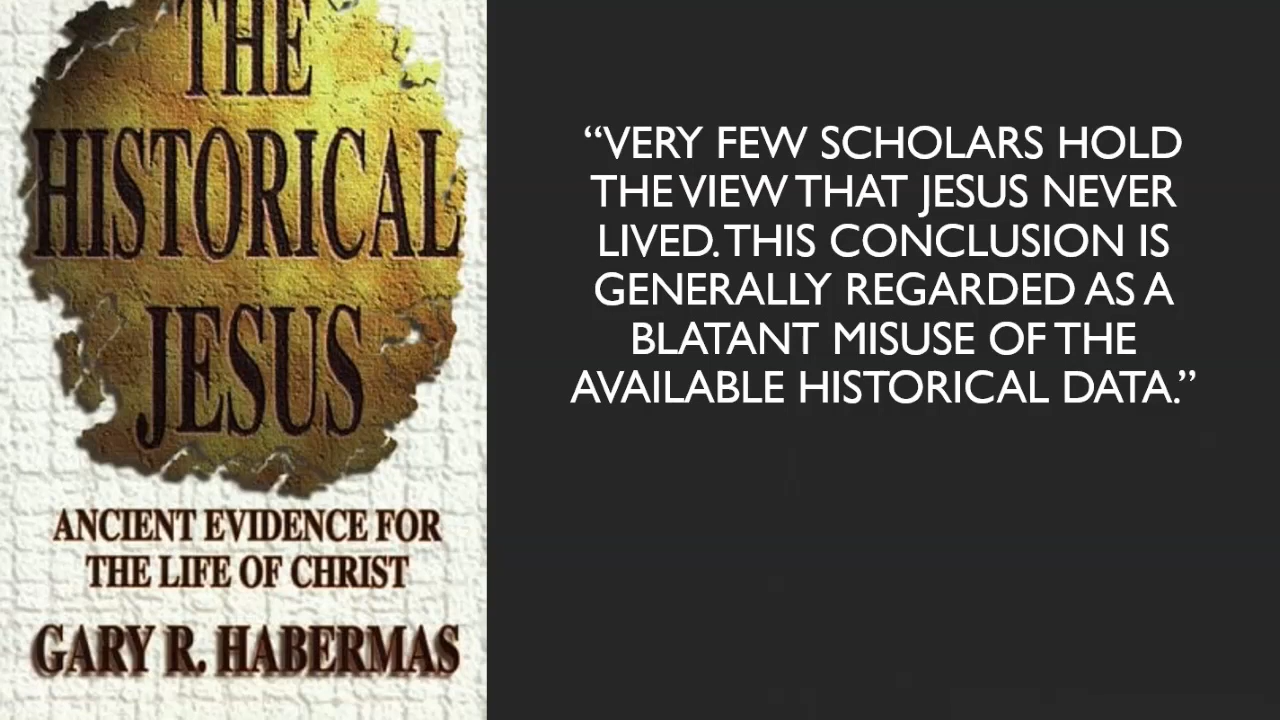 THE
HISTORICAL
JESUS
ANCIENT EVIDENCE FOR
THE LIFE OF CHRIST
GARY R. HABERMAS
“VERY FEW SCHOLARS HOLD
THE VIEW THAT JESUS NEVER
LIVED. THIS CONCLUSION IS
GENERALLY REGARDED AS A
BLATANT MISUSE OF THE
AVAILABLE HISTORICAL DATA.”